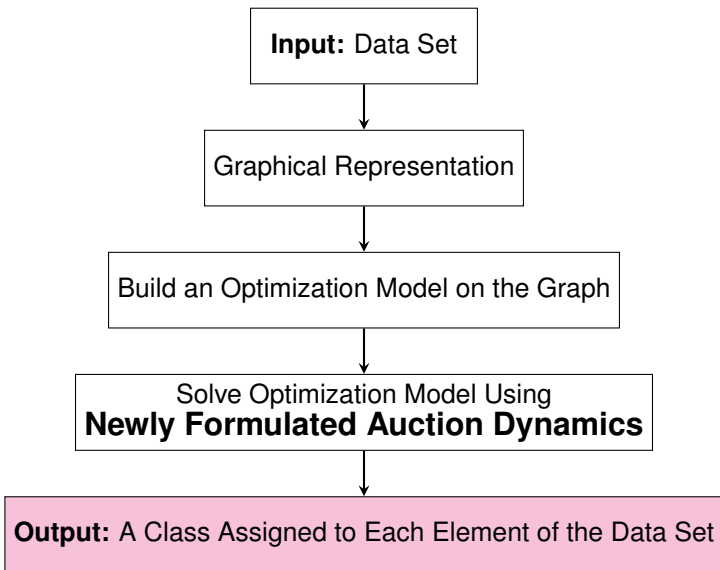 Input: Data Set
Graphical Representation
Build an Optimization Model on the Graph
Solve Optimization Model Using
Newly Formulated Auction Dynamics
Output: A Class Assigned to Each Element of the Data Set